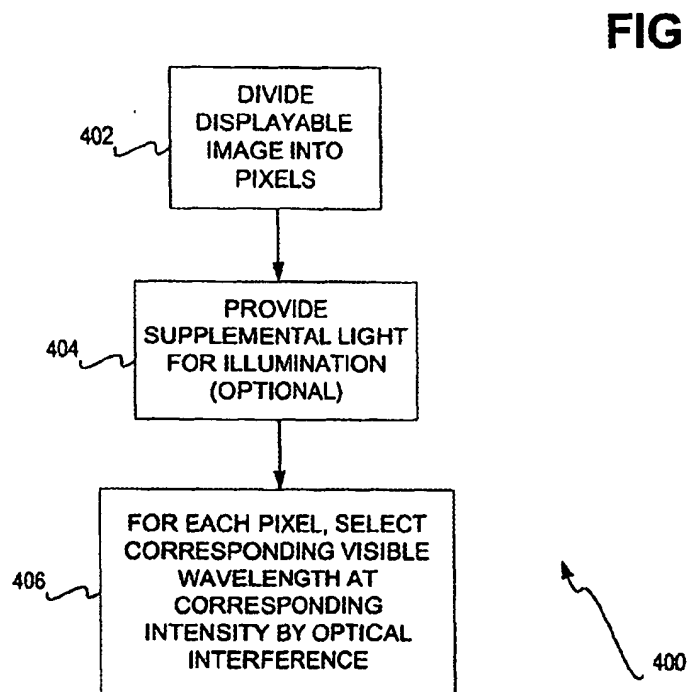 FIG
DIVIDE
DISPLAYABLE
IMAGE INTO
PIXELS
402
PROVIDE
SUPPLEMENTAL LIGHT
FOR ILLUMINATION
(OPTIONAL)
404
FOR EACH PIXEL, SELECT
CORRESPONDING VISIBLE
WAVELENGTH AT
CORRESPONDING
INTENSITY BY OPTICAL
INTERFERENCE
406
400